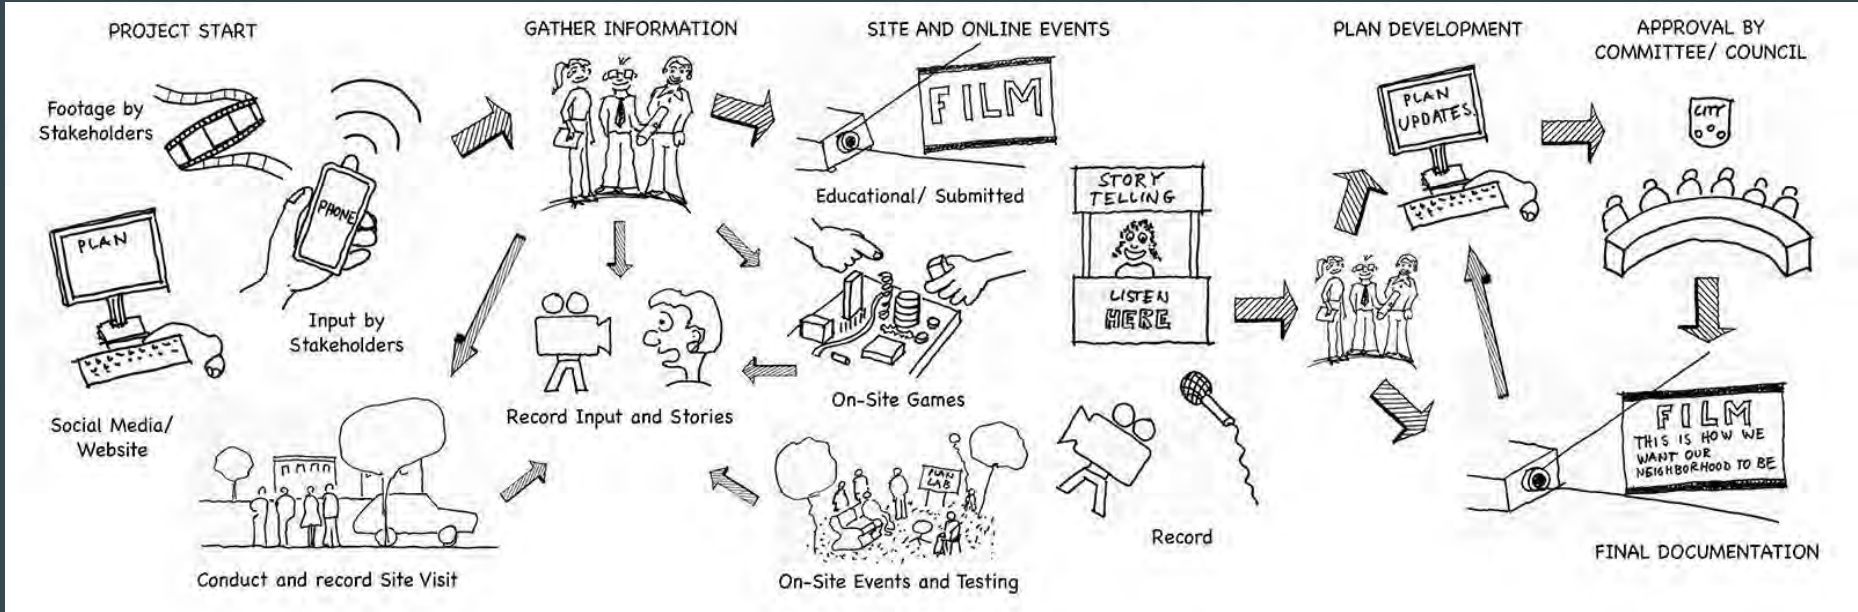 PROJECT START
Footage by
Stakeholders
PHONE
PLAN
Input by
Stakeholders
Social Media/
Website
Conduct and record Site Visit
GATHER INFORMATION
Record Input and Stories
SITE AND ONLINE EVENTS
FILM
Educational/ Submitted
On-Site Games
PLAN
LAB
On-Site Events and Testing
STORY
TELLING
LISTEN
HERE
Record
PLAN DEVELOPMENT
PLAN
UPDATES.
APPROVAL BY
COMMITTEE/ COUNCIL
CITY
FILM
THIS IS HOW WE
WANT OUR
NEIGHBORHOOD TO BE
FINAL DOCUMENTATION